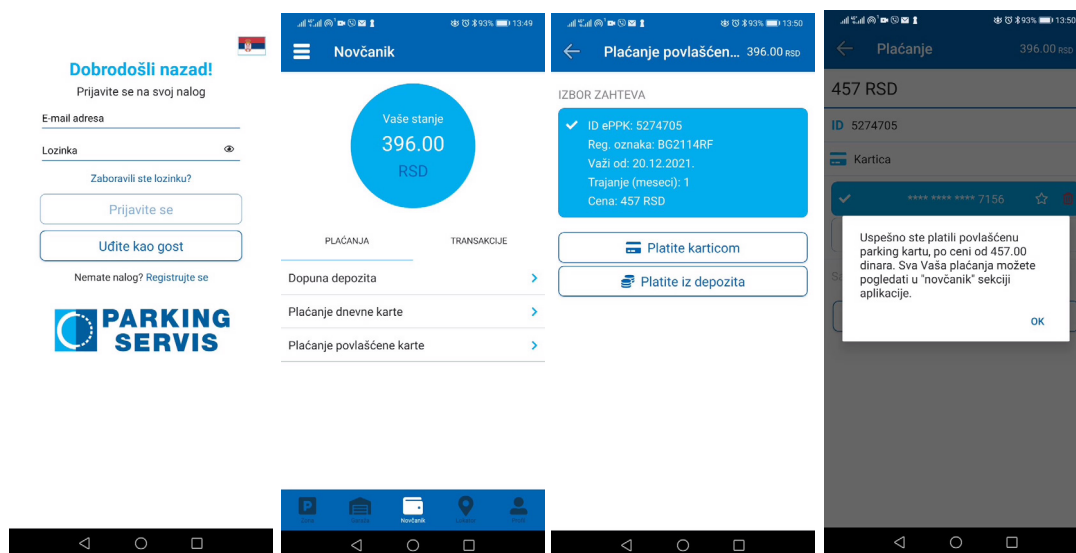 Dobrodošli nazad!
Prijavite se na svoj nalog
E-mail adresa
Lozinka
Zaboravili ste lozinku?
Prijavite se
Uđite kao gost
Nemate nalog? Registrujte se
PARKING
SERVIS
93% 13:49
Novčanik
Vaše stanje
396.00
RSD
PLAĆANJA TRANSAKCIJE
Dopuna depozita
Plaćanje dnevne karte
Plaćanje povlašćene karte
P
Novčanik
93% 13:50
Plaćanje povlašćen... 396.00 RSD
IZBOR ZAHTEVA
ID ePPK: 5274705
Reg. oznaka: BG2114RF
Važi od: 20.12.2021.
Trajanje (meseci): 1
Cena: 457 RSD
Platite karticom
Platite iz depozita
93% 13:50
Plaćanje 396.00 RSD
457 RSD
ID 5274705
Kartica
**** **** **** 7156
Uspešno ste platili povlašćenu
parking kartu, po ceni od 457.00
dinara. Sva Vaša plaćanja možete
pogledati u "novčanik" sekciji
aplikacije.
OK